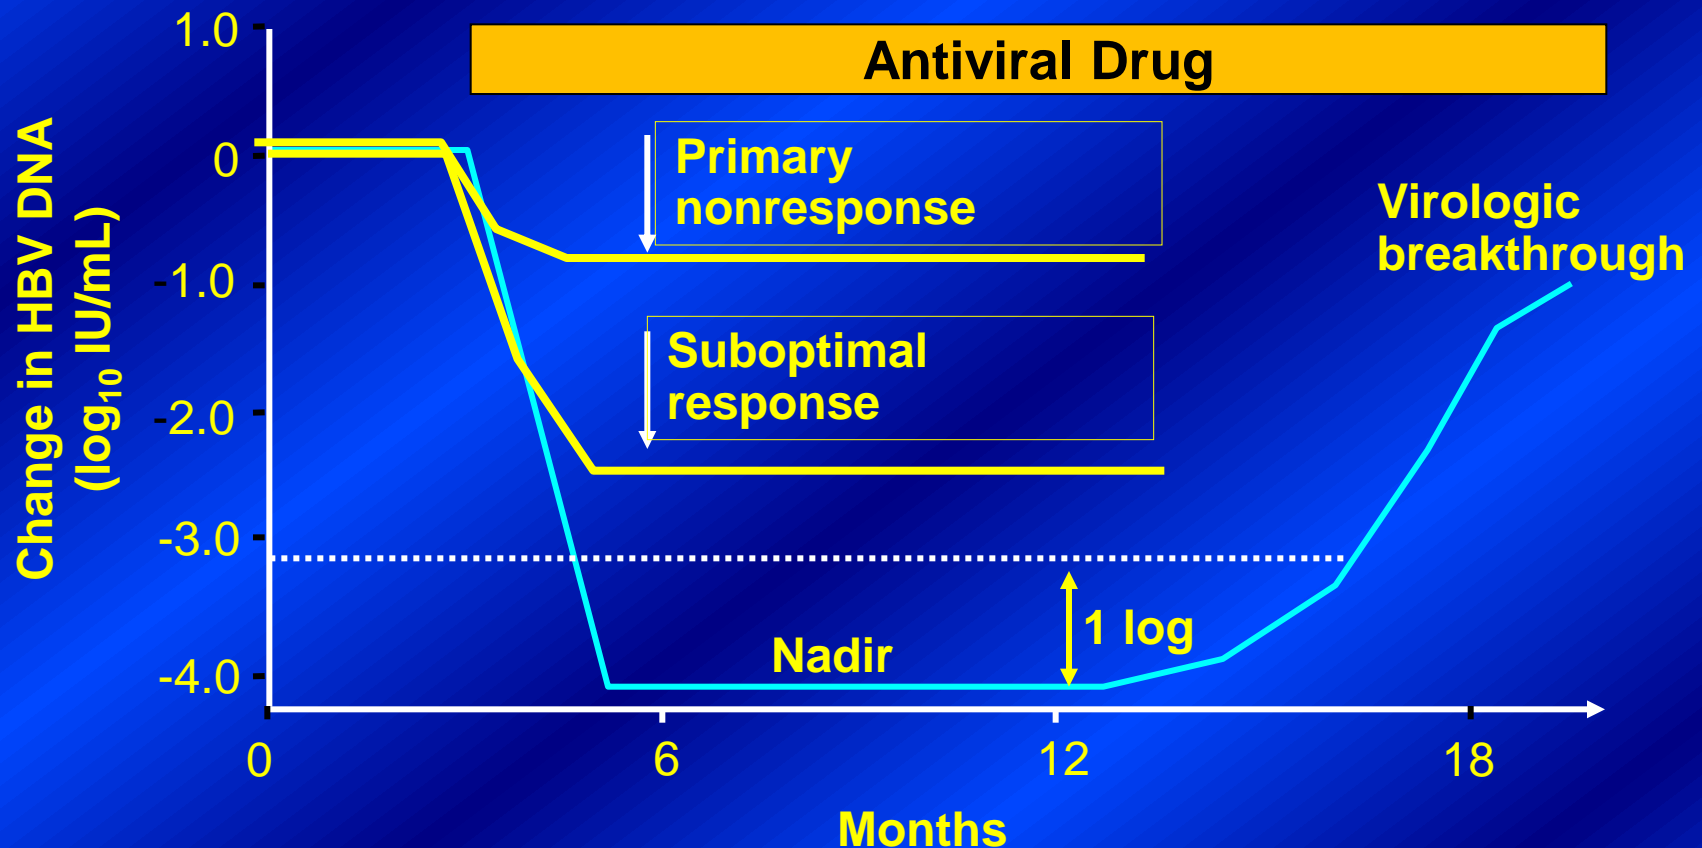 Antiviral Drug
Change in HBV DNA
(log₁₀ IU/mL)
1.0
0
-1.0
-2.0
-3.0
-4.0
Primary
nonresponse
Suboptimal
response
Virologic
breakthrough
Nadir
1 log
0
6
12
18
Months